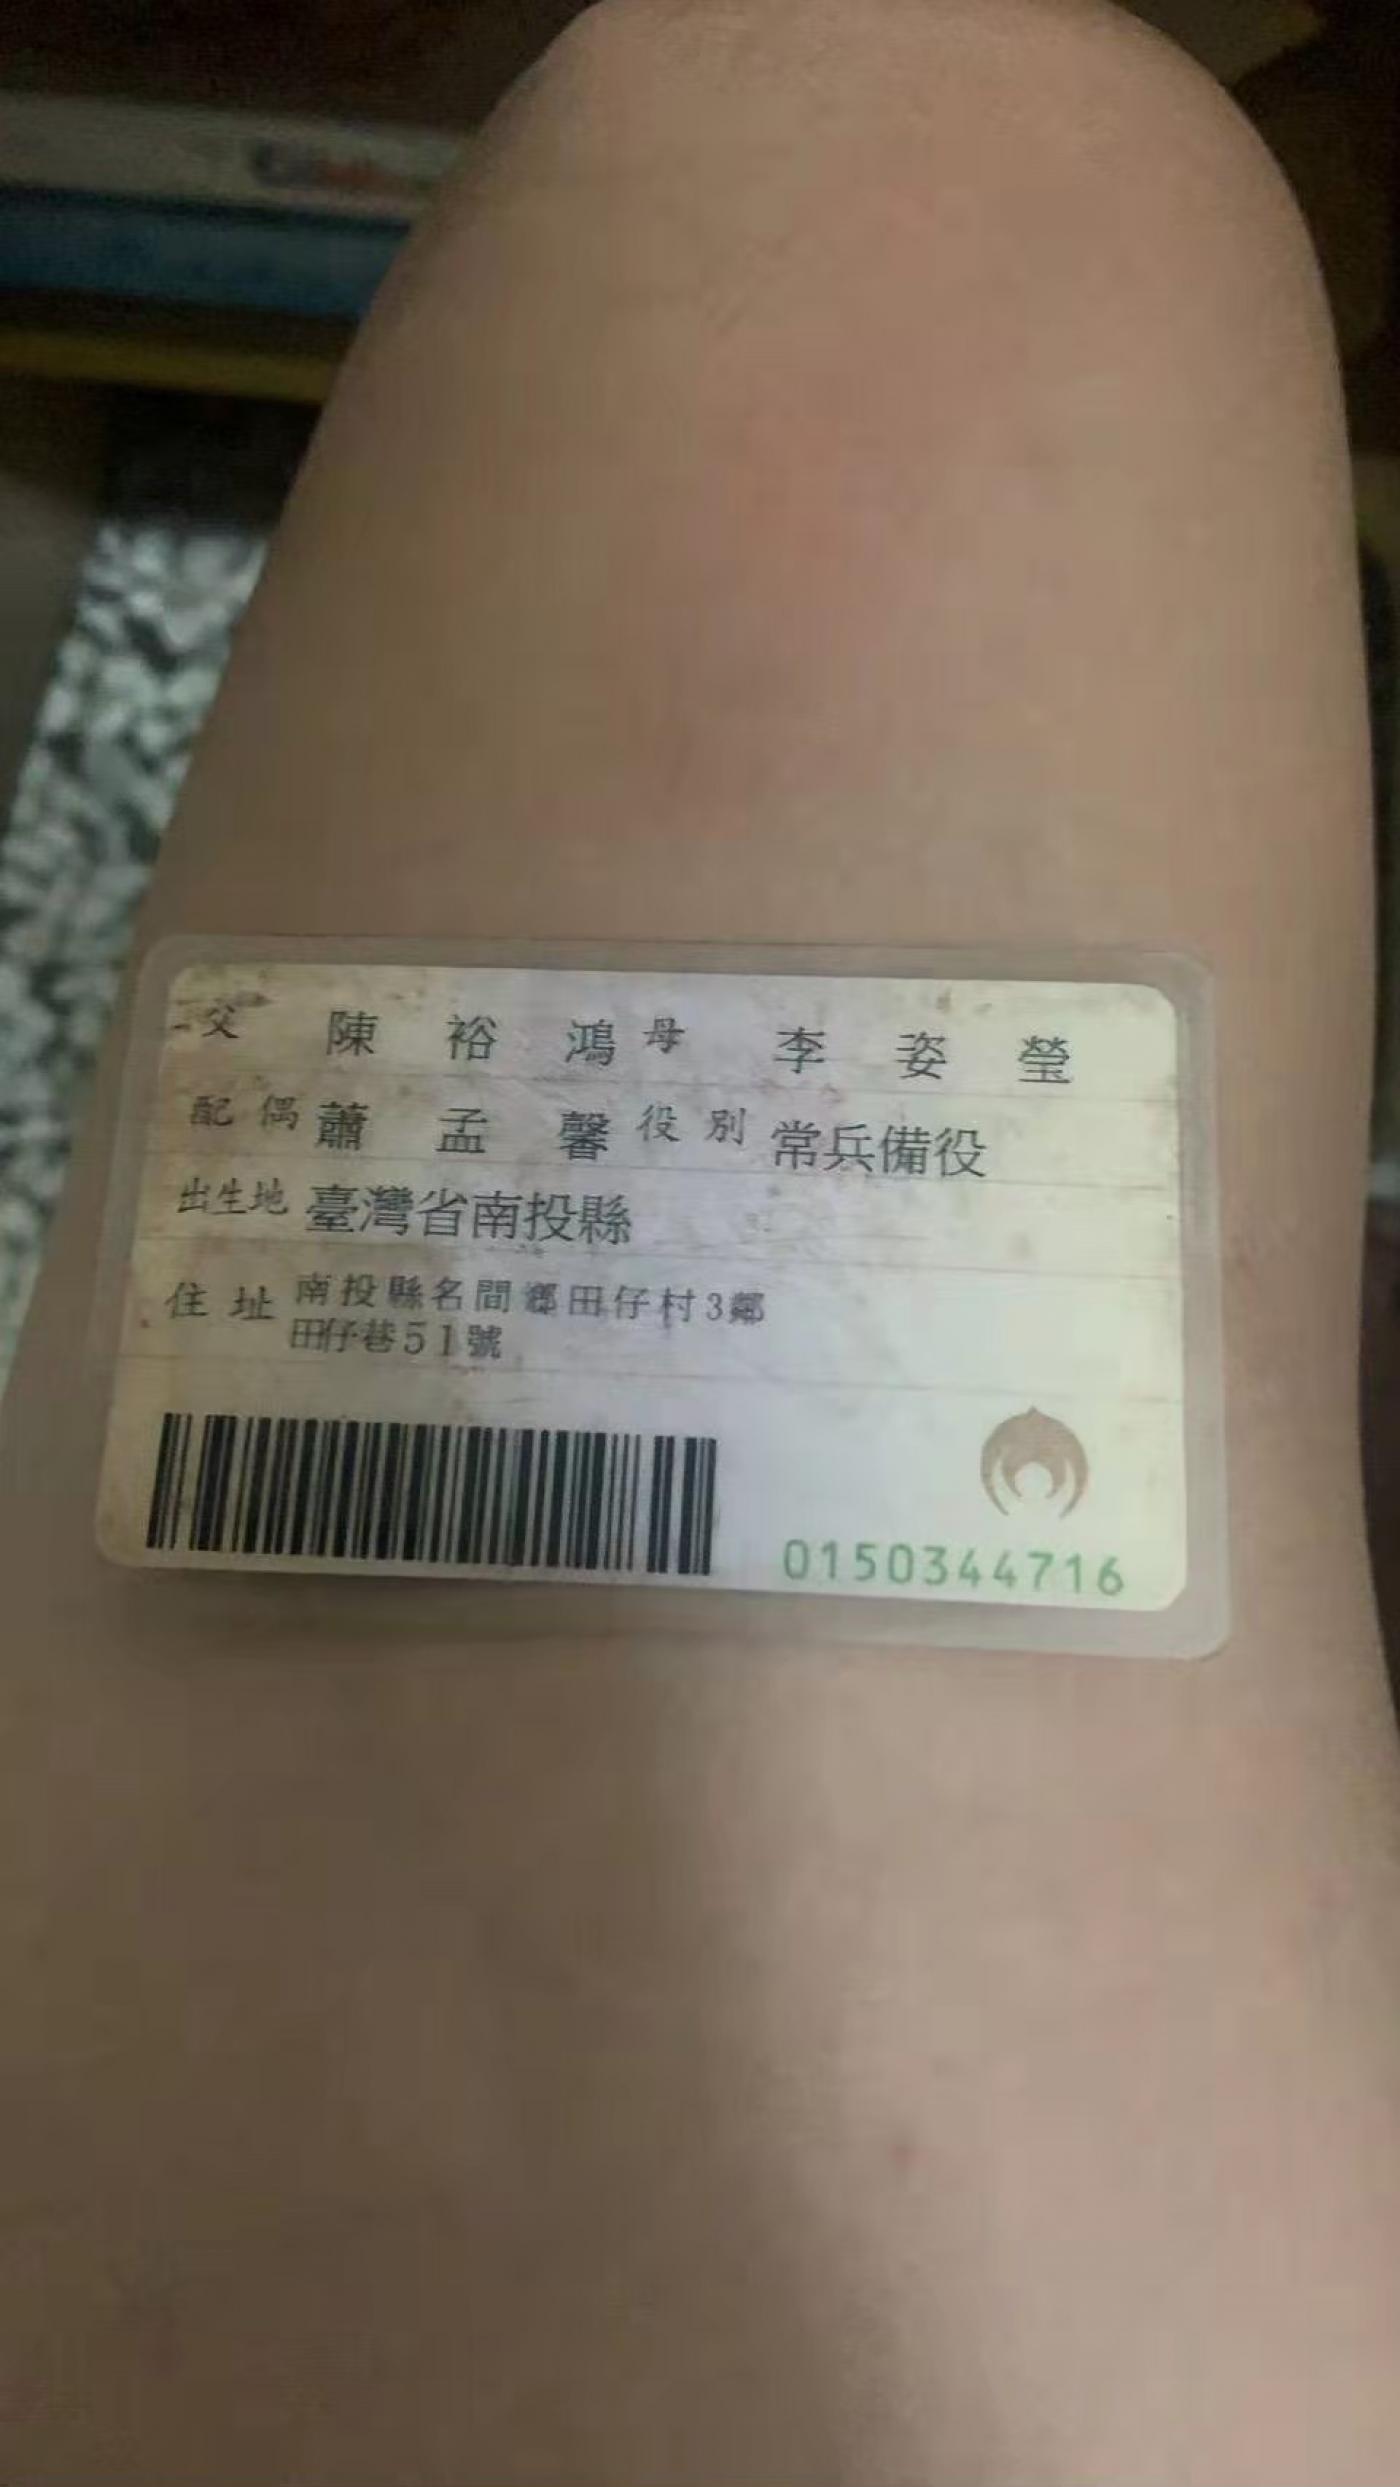 父 陳裕鴻 母 李姿瑩
配偶 蕭孟馨 役別 常兵備役
出生地 臺灣省南投縣
住址 南投縣名間鄉田仔村3鄰
田仔巷51號
0150344716